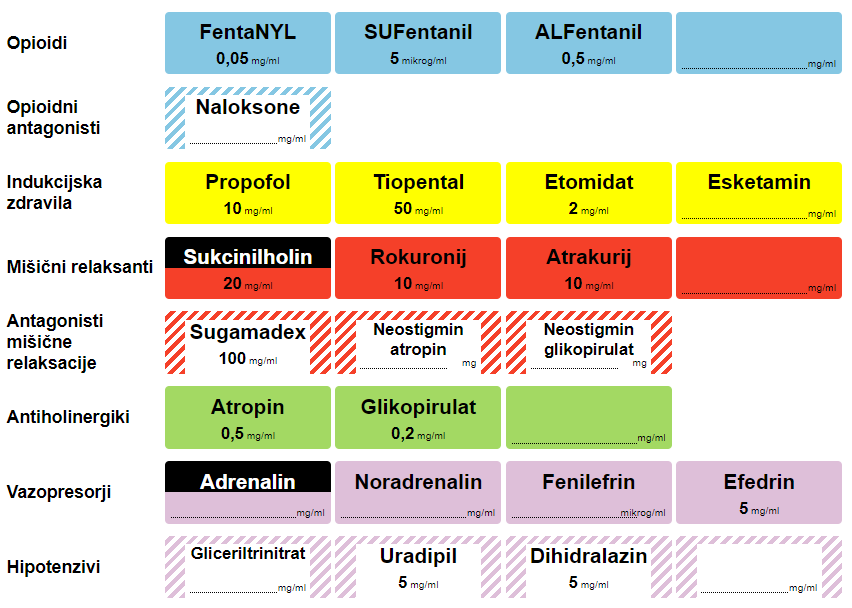 Opioidi
FentaNYL
0,05 mg/ml
SUFentanil
5 mikrog/ml
ALFentanil
0,5 mg/ml
mg/ml
Opioidni
antagonisti
Naloksone
mg/ml
Indukcijska
zdravila
Propofol
10 mg/ml
Tiopental
50 mg/ml
Etomidat
2 mg/ml
Esketamin
mg/ml
Mišični relaksanti
Sukcinilholin
20 mg/ml
Rokuronij
10 mg/ml
Atrakurij
10 mg/ml
mg/ml
Antagonisti
mišične
relaksacije
Sugamadex
100 mg/ml
Neostigmin
atropin
mg
Neostigmin
glikopirulat
mg
Antiholinergiki
Atropin
0,5 mg/ml
Glikopirulat
0,2 mg/ml
mg/ml
Vazopresorji
Adrenalin
mg/ml
Noradrenalin
mg/ml
Fenilefrin
mikrog/ml
Efedrin
5 mg/ml
Hipotenzivi
Gliceriltrinitrat
mg/ml
Uradipil
5 mg/ml
Dihidralazin
5 mg/ml
mg/ml